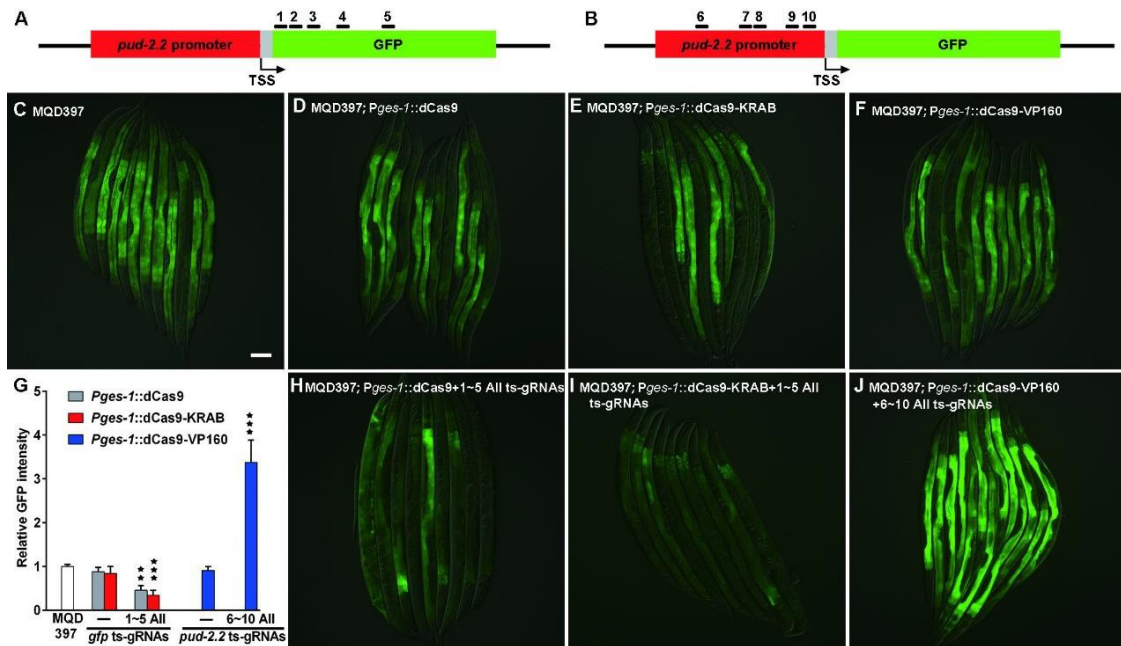 A
1 2 3 4 5
pud-2.2 promoter
GFP
TSS
B
6 7 8 9 10
pud-2.2 promoter
GFP
TSS
C MQD397
D MQD397; Pges-1::dCas9
E MQD397; Pges-1::dCas9-KRAB
F MQD397; Pges-1::dCas9-VP160
G
Relative GFP intensity
5
4
3
2
1
0
Pges-1::dCas9
Pges-1::dCas9-KRAB
Pges-1::dCas9-VP160
★★
★★★
★★★
MQD
397
— 1~5 All
gfp ts-gRNAs
— 6~10 All
pud-2.2 ts-gRNAs
H MQD397; Pges-1::dCas9+1~5 All ts-gRNAs
I MQD397; Pges-1::dCas9-KRAB+1~5 All
ts-gRNAs
J MQD397; Pges-1::dCas9-VP160
+6~10 All ts-gRNAs